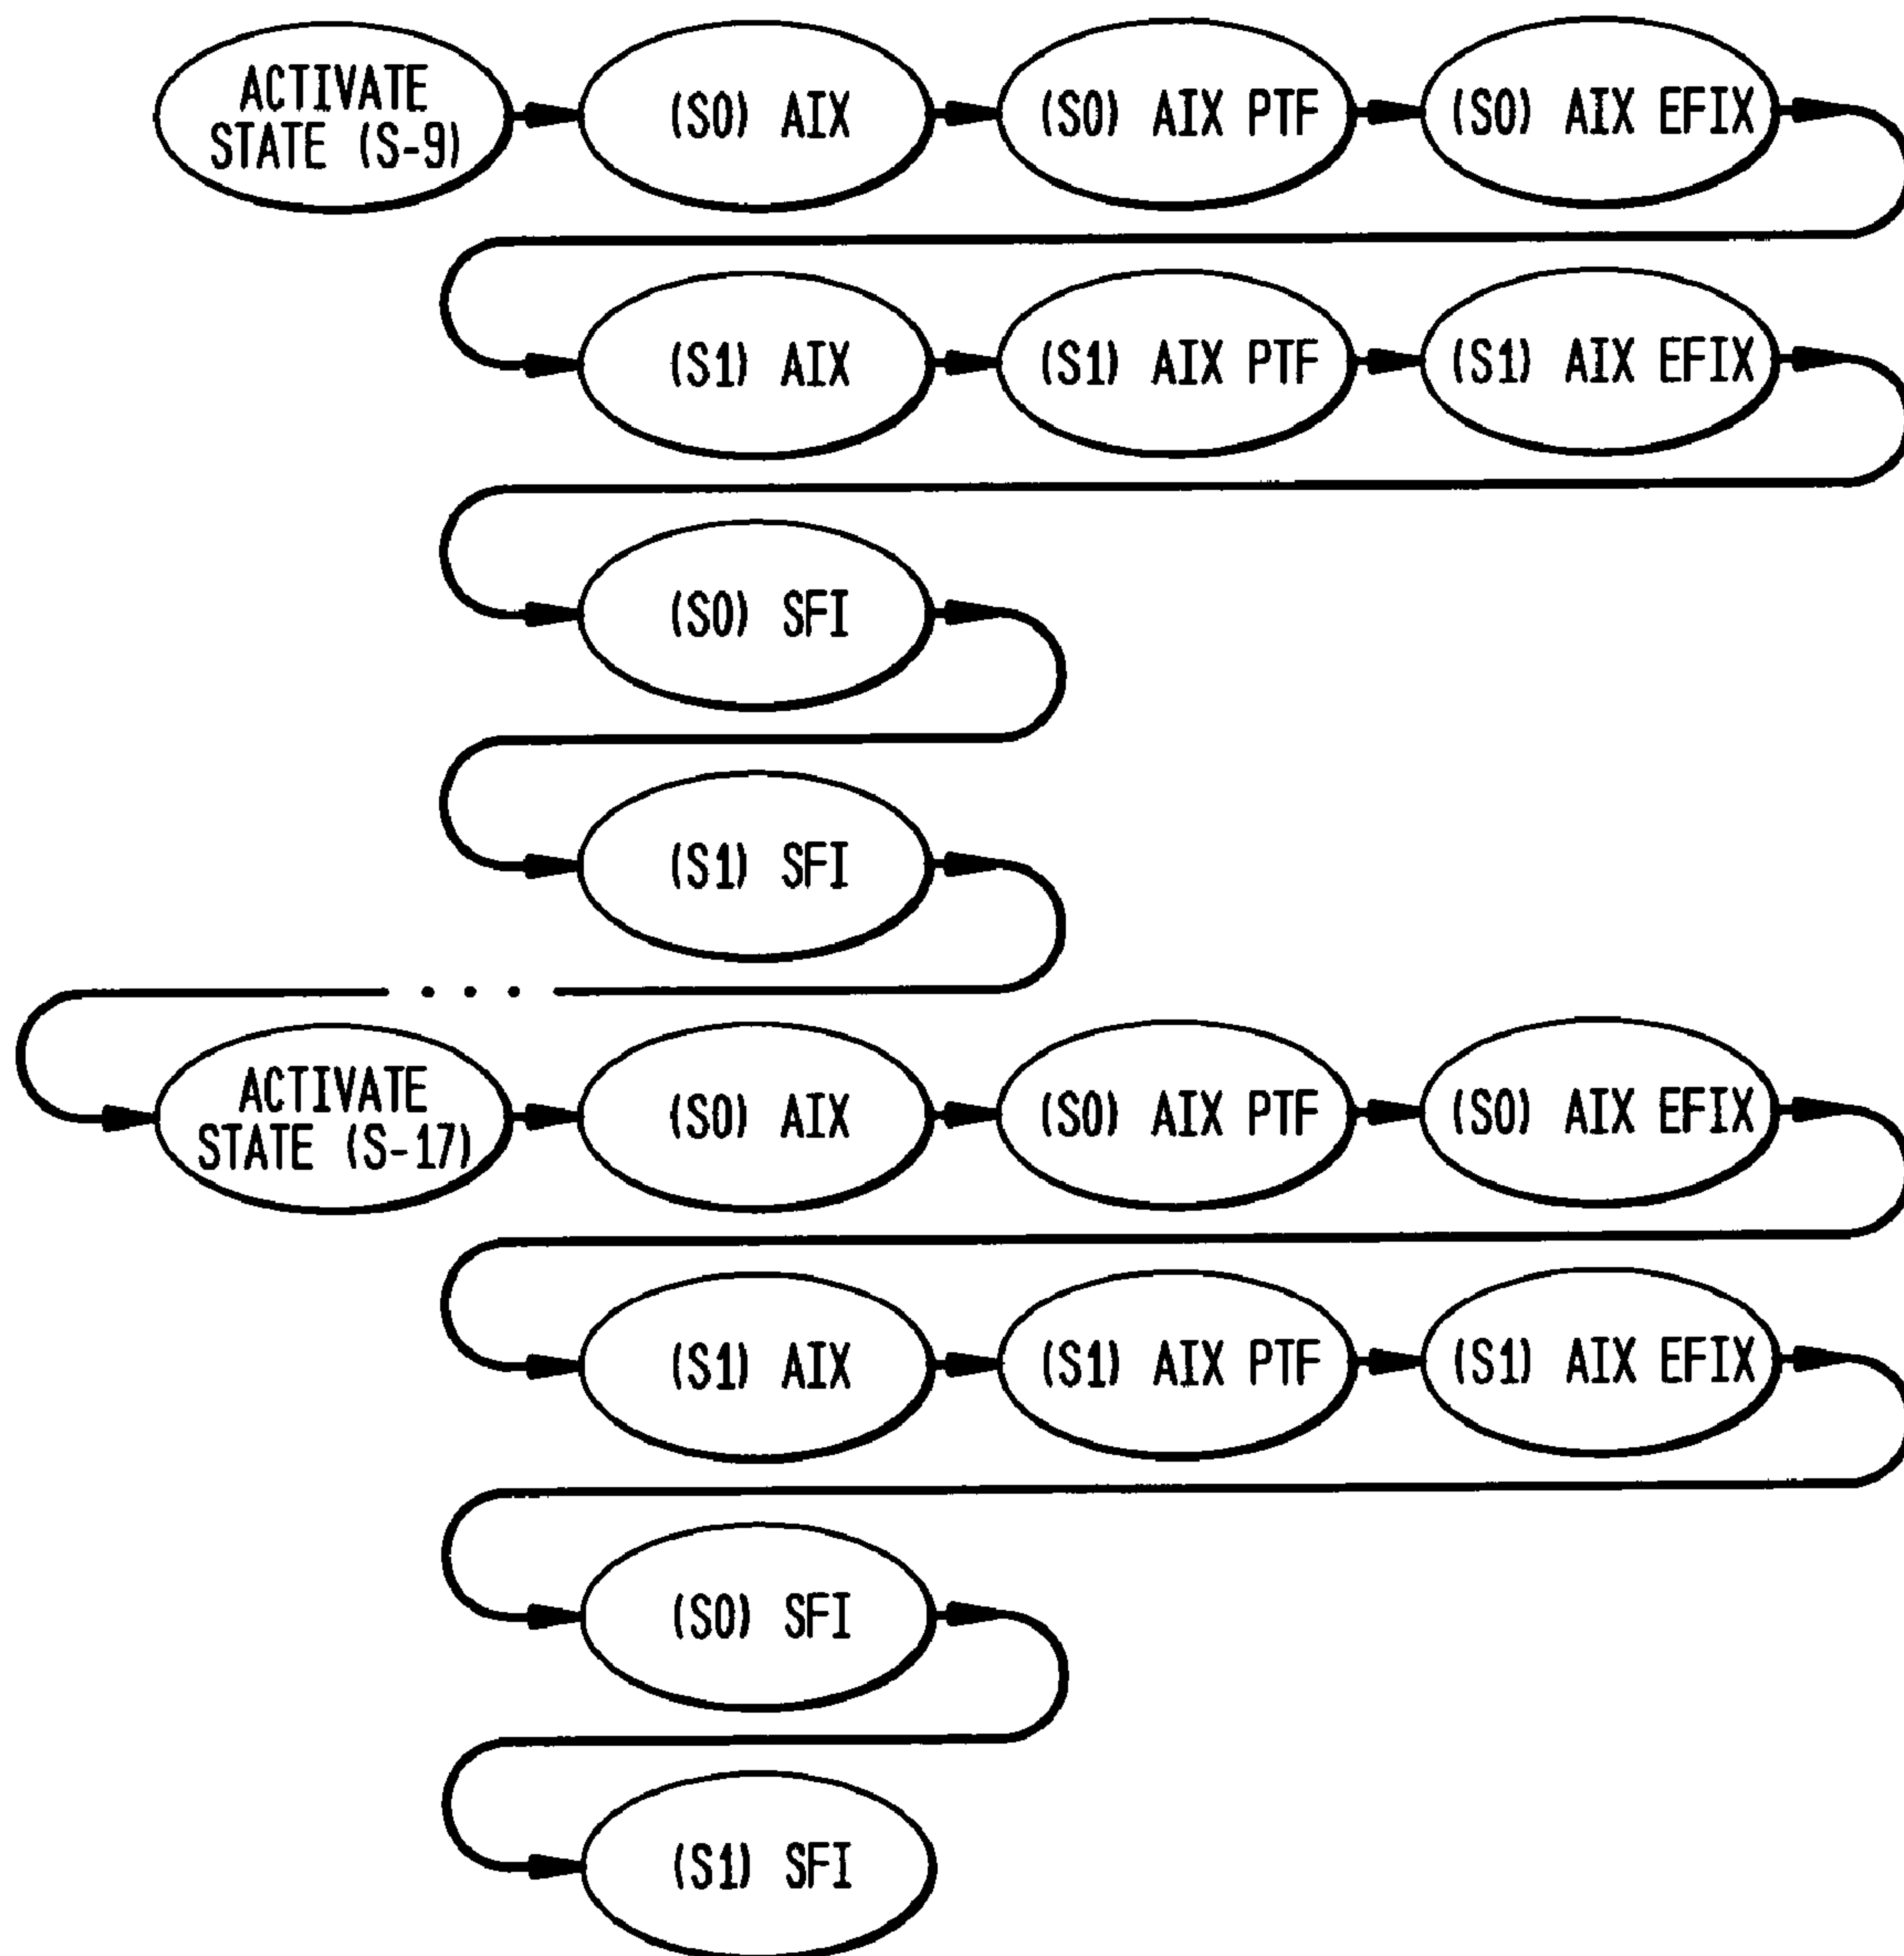 ACTIVATE
STATE (S-9)
(S0) AIX
(S0) AIX PTF
(S0) AIX EFIX
(S1) AIX
(S1) AIX PTF
(S1) AIX EFIX
(S0) SFI
(S1) SFI
ACTIVATE
STATE (S-17)
(S0) AIX
(S0) AIX PTF
(S0) AIX EFIX
(S1) AIX
(S1) AIX PTF
(S1) AIX EFIX
(S0) SFI
(S1) SFI